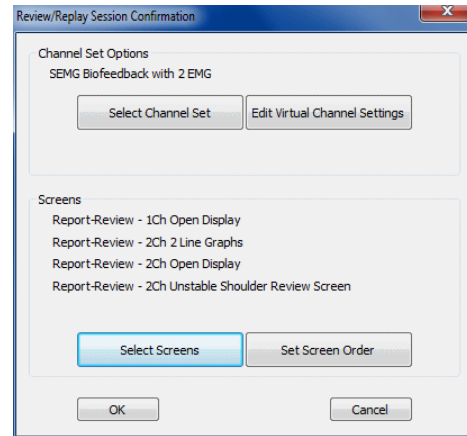 Review/Replay Session Confirmation
Channel Set Options
SEMG Biofeedback with 2 EMG
Select Channel Set
Edit Virtual Channel Settings
Screens
Report-Review - 1Ch Open Display
Report-Review - 2Ch 2 Line Graphs
Report-Review - 2Ch Open Display
Report-Review - 2Ch Unstable Shoulder Review Screen
Select Screens
Set Screen Order
OK
Cancel